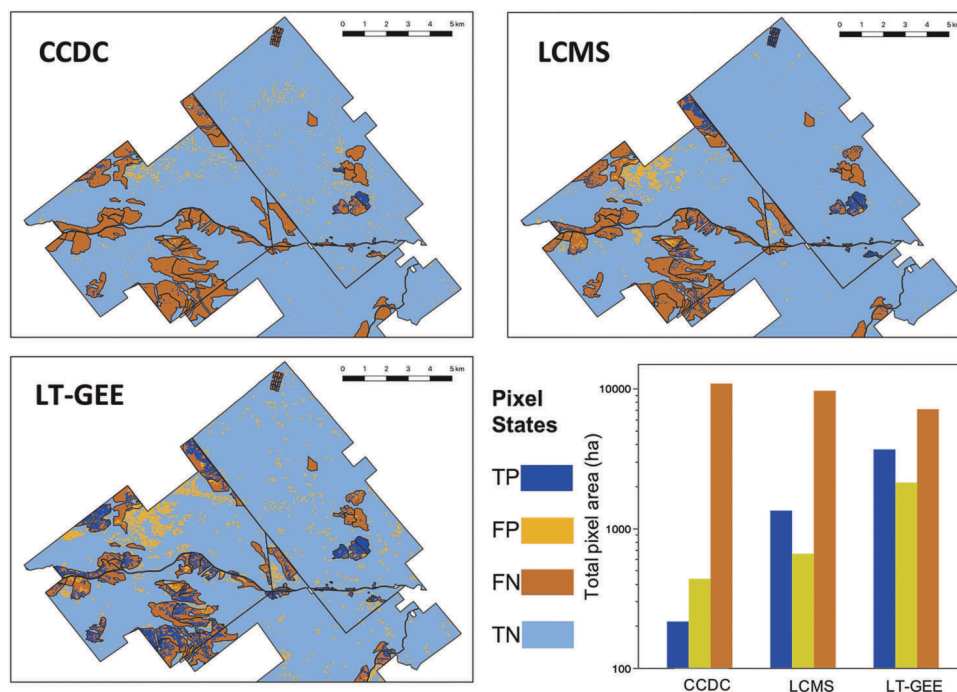 CCDC
0 1 2 3 4 5 km
LCMS
0 1 2 3 4 5 km
LT-GEE
0 1 2 3 4 5 km
Pixel
States
TP
FP
FN
TN
Total pixel area (ha)
10000
1000
100
CCDC LCMS LT-GEE